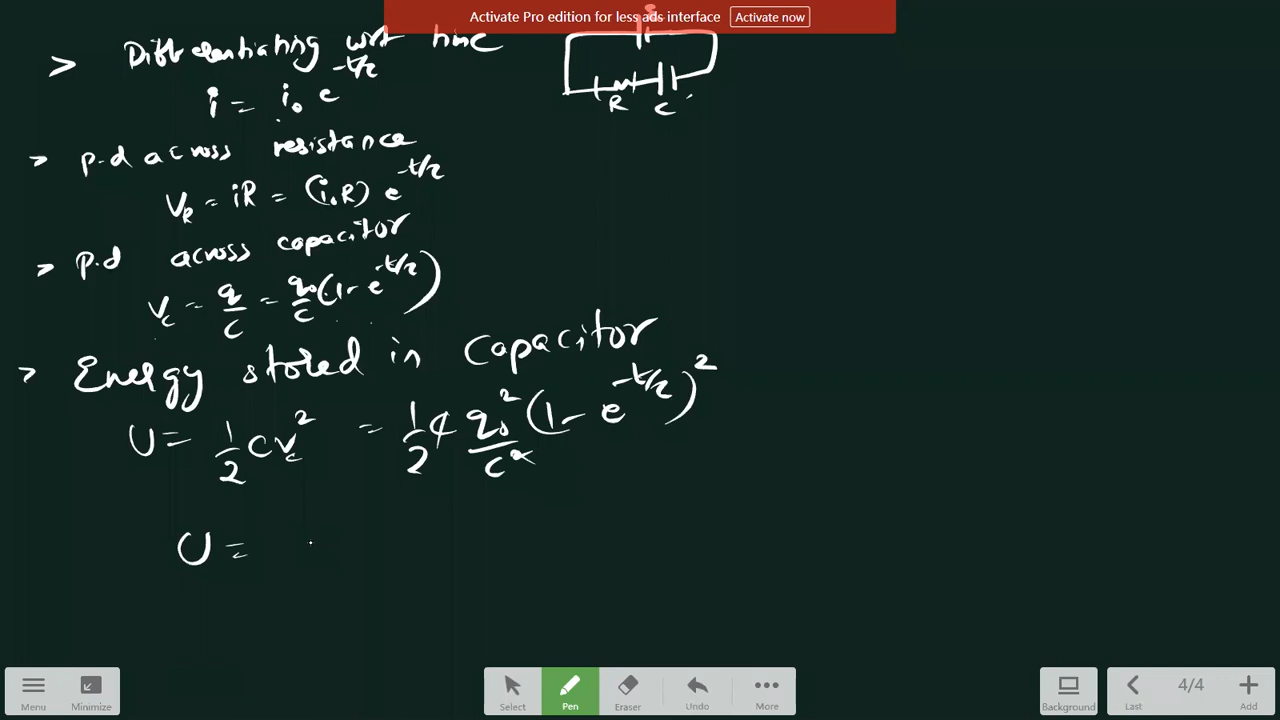 Activate Pro edition for less ads interface Activate now
> Differentiating wrt time
i = i₀ e^(-t/τ)
R C
> p.d across resistance
V_R = iR = (i₀R) e^(-t/τ)
> p.d across capacitor
V_c = q/c = q₀/c (1 - e^(-t/τ))
> Energy stored in capacitor
U = 1/2 C V_c² = 1/2 C q₀²/C² (1 - e^(-t/τ))²
U =
Menu Minimize Select Pen Eraser Undo More Background Last 4/4 Add